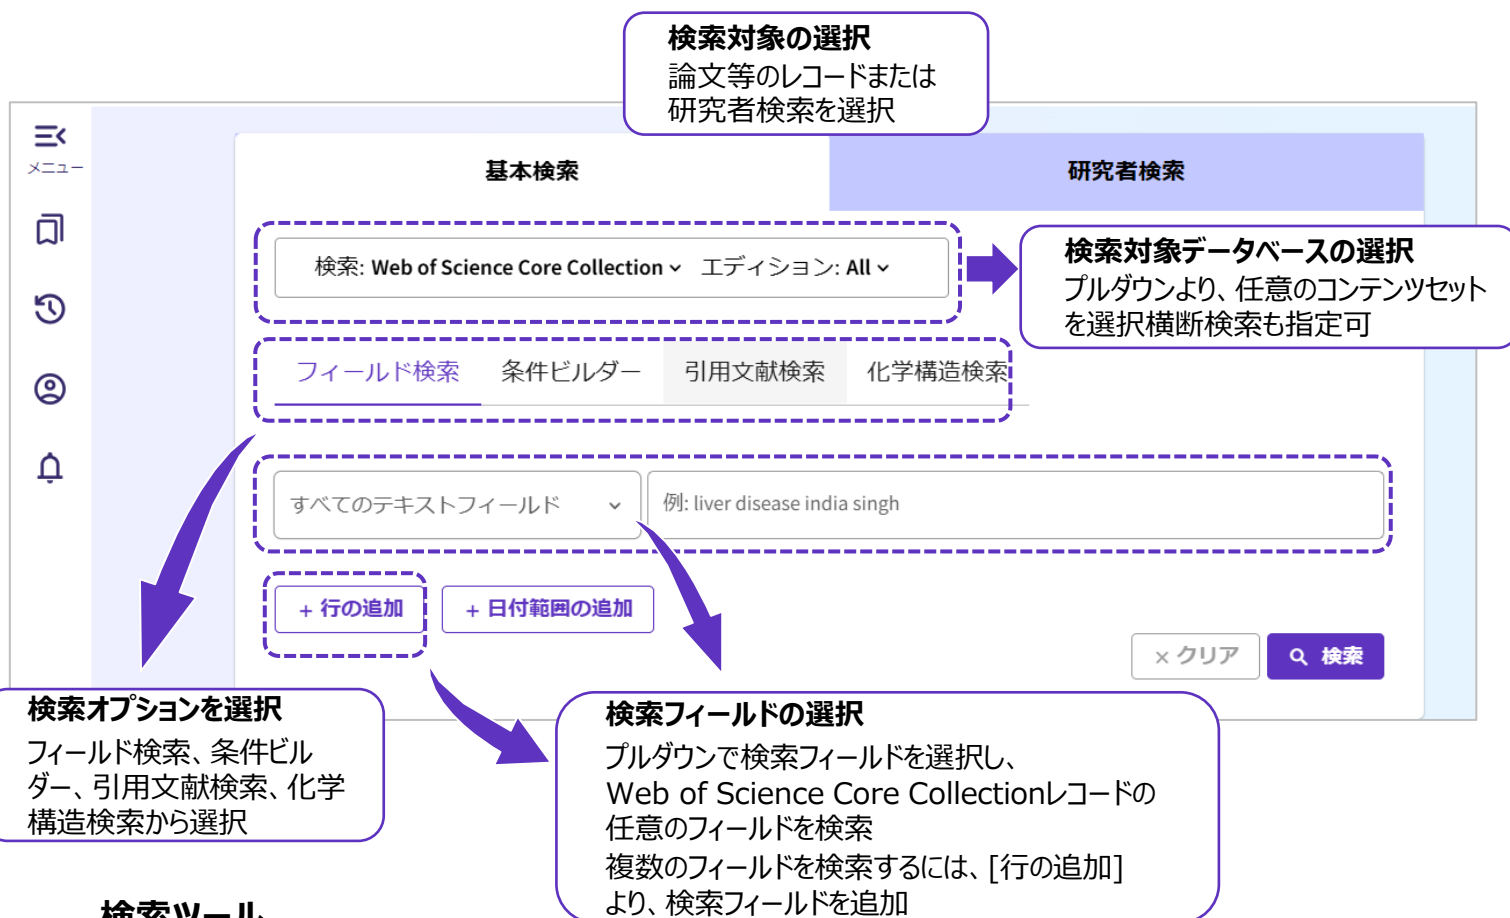 検索対象の選択
論文等のレコードまたは
研究者検索を選択
メニュー
基本検索
研究者検索
検索: Web of Science Core Collection エディション: All
検索対象データベースの選択
プルダウンより、任意のコンテンツセット
を選択横断検索も指定可
フィールド検索 条件ビルダー 引用文献検索 化学構造検索
すべてのテキストフィールド 例: liver disease india singh
+ 行の追加 + 日付範囲の追加
× クリア 検索
検索オプションを選択
フィールド検索、条件ビル
ダー、引用文献検索、化学
構造検索から選択
検索フィールドの選択
プルダウンで検索フィールドを選択し、
Web of Science Core Collectionレコードの
任意のフィールドを検索
複数のフィールドを検索するには、[行の追加]
より、検索フィールドを追加
検索ツール